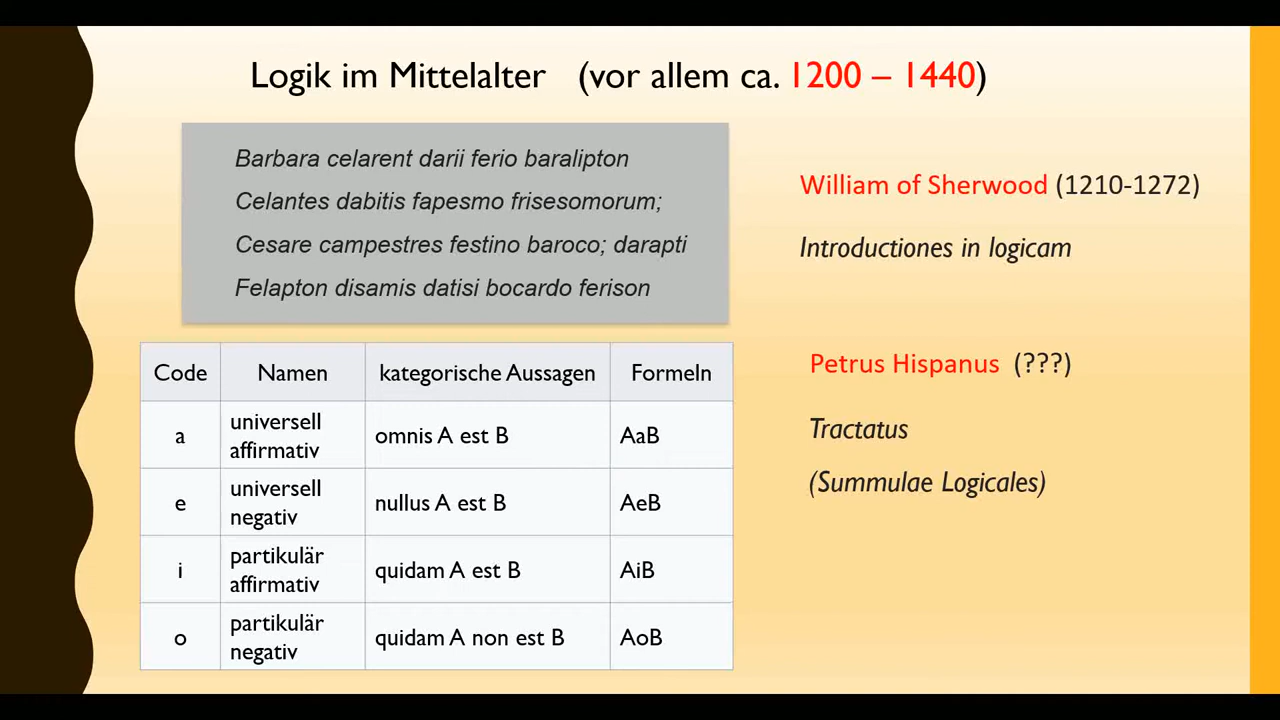 Logik im Mittelalter (vor allem ca. 1200 – 1440)
Barbara celarent darii ferio baralipton
Celantes dabitis fapesmo frisesomorum;
Cesare campestres festino baroco; darapti
Felapton disamis datisi bocardo ferison
William of Sherwood (1210-1272)
Introductiones in logicam
Petrus Hispanus (???)
Tractatus
(Summulae Logicales)
Code Namen kategorische Aussagen Formeln
a universell affirmativ omnis A est B AaB
e universell negativ nullus A est B AeB
i partikulär affirmativ quidam A est B AiB
o partikulär negativ quidam A non est B AoB